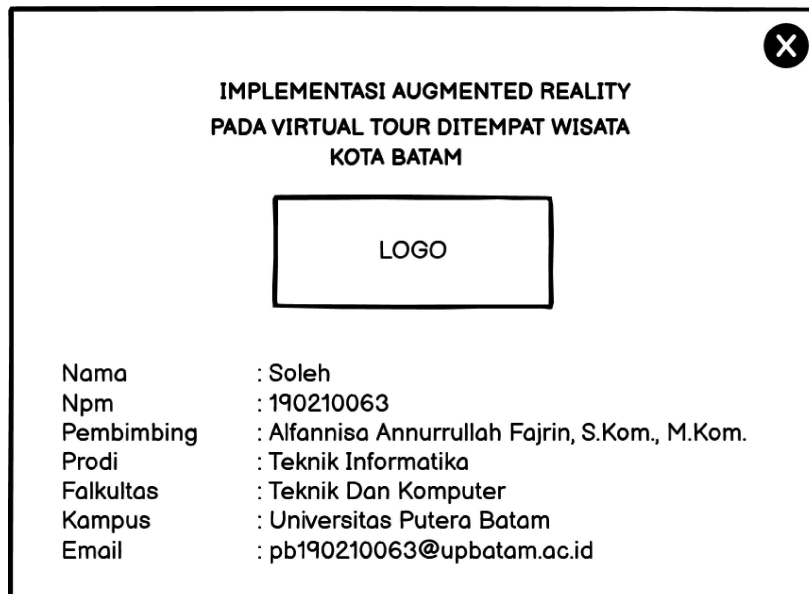 X
IMPLEMENTASI AUGMENTED REALITY
PADA VIRTUAL TOUR DITEMPAT WISATA
KOTA BATAM
LOGO
Nama : Soleh
Npm : 190210063
Pembimbing : Alfannisa Annurrullah Fajrin, S.Kom., M.Kom.
Prodi : Teknik Informatika
Falkultas : Teknik Dan Komputer
Kampus : Universitas Putera Batam
Email : pb190210063@upbatam.ac.id